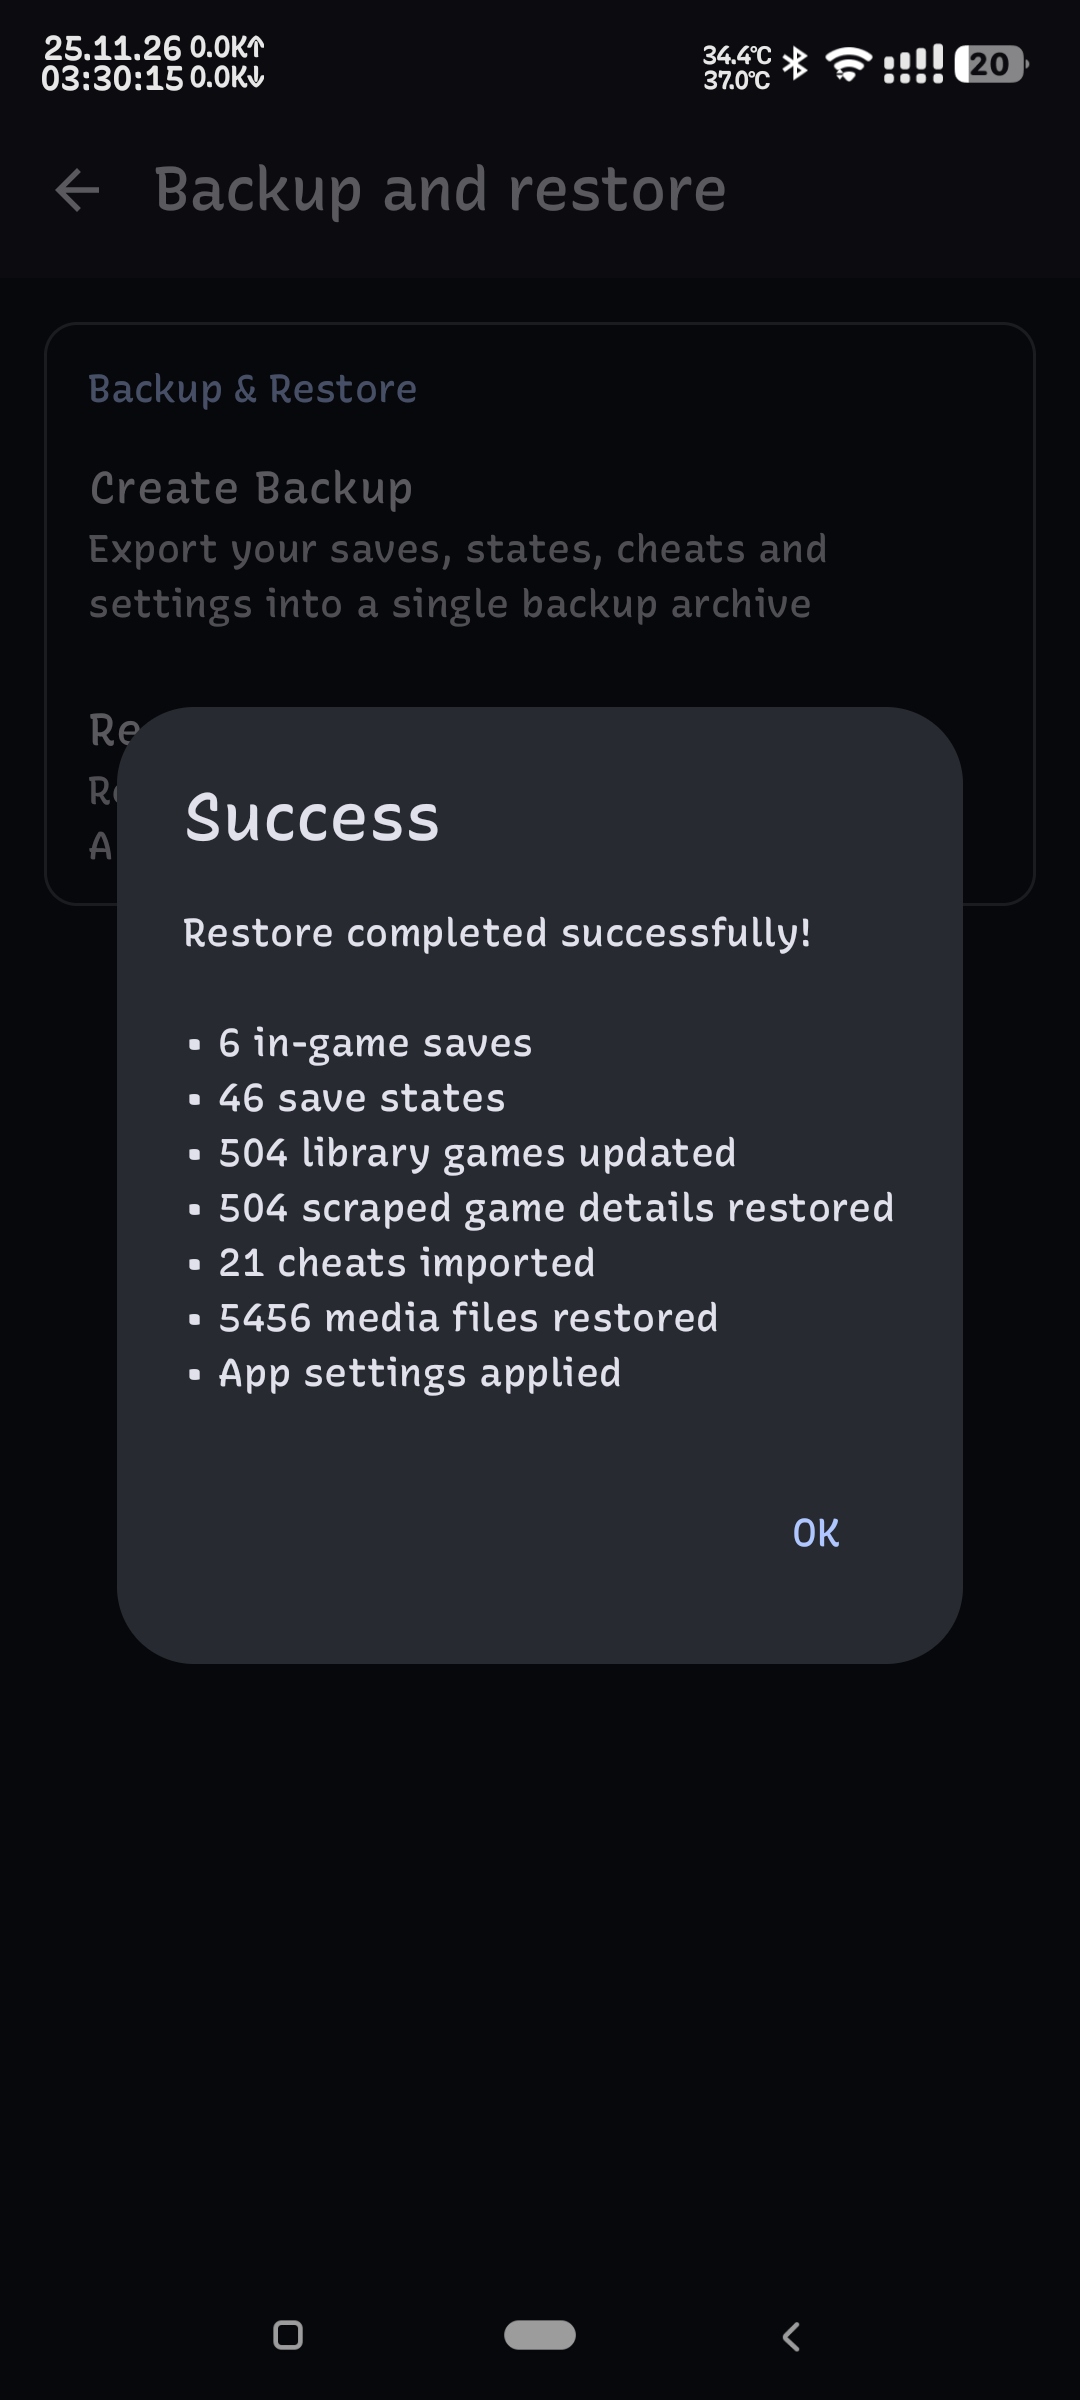 25.11.26 0.0K↑
03:30:15 0.0K↓
34.4°C
37.0°C
20
Backup and restore
Backup & Restore
Create Backup
Export your saves, states, cheats and
settings into a single backup archive
Success
Restore completed successfully!
▪ 6 in-game saves
▪ 46 save states
▪ 504 library games updated
▪ 504 scraped game details restored
▪ 21 cheats imported
▪ 5456 media files restored
▪ App settings applied
OK